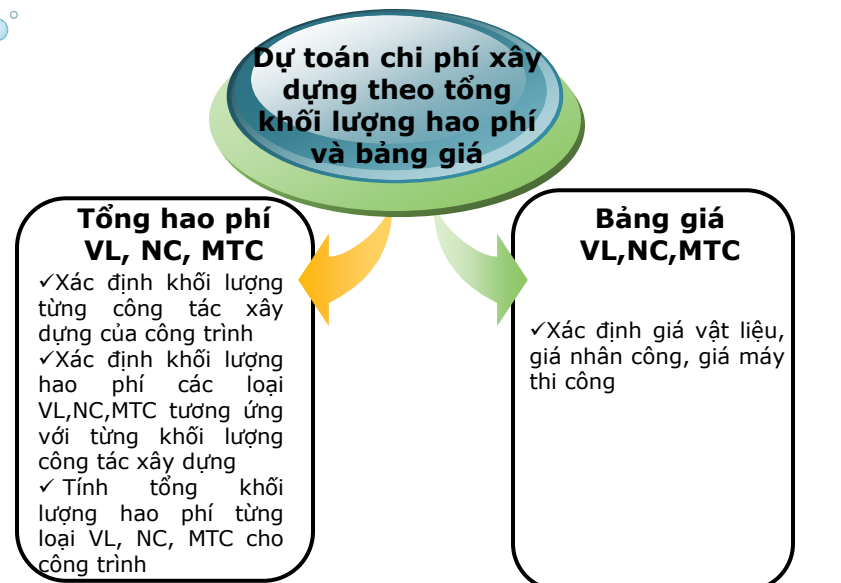 Dự toán chi phí xây
dựng theo tổng
khối lượng hao phí
và bảng giá
Tổng hao phí
VL, NC, MTC
✓Xác định khối lượng
từng công tác xây
dựng của công trình
✓Xác định khối lượng
hao phí các loại
VL,NC,MTC tương ứng
với từng khối lượng
công tác xây dựng
✓ Tính tổng khối
lượng hao phí từng
loại VL, NC, MTC cho
công trình
Bảng giá
VL,NC,MTC
✓Xác định giá vật liệu,
giá nhân công, giá máy
thi công